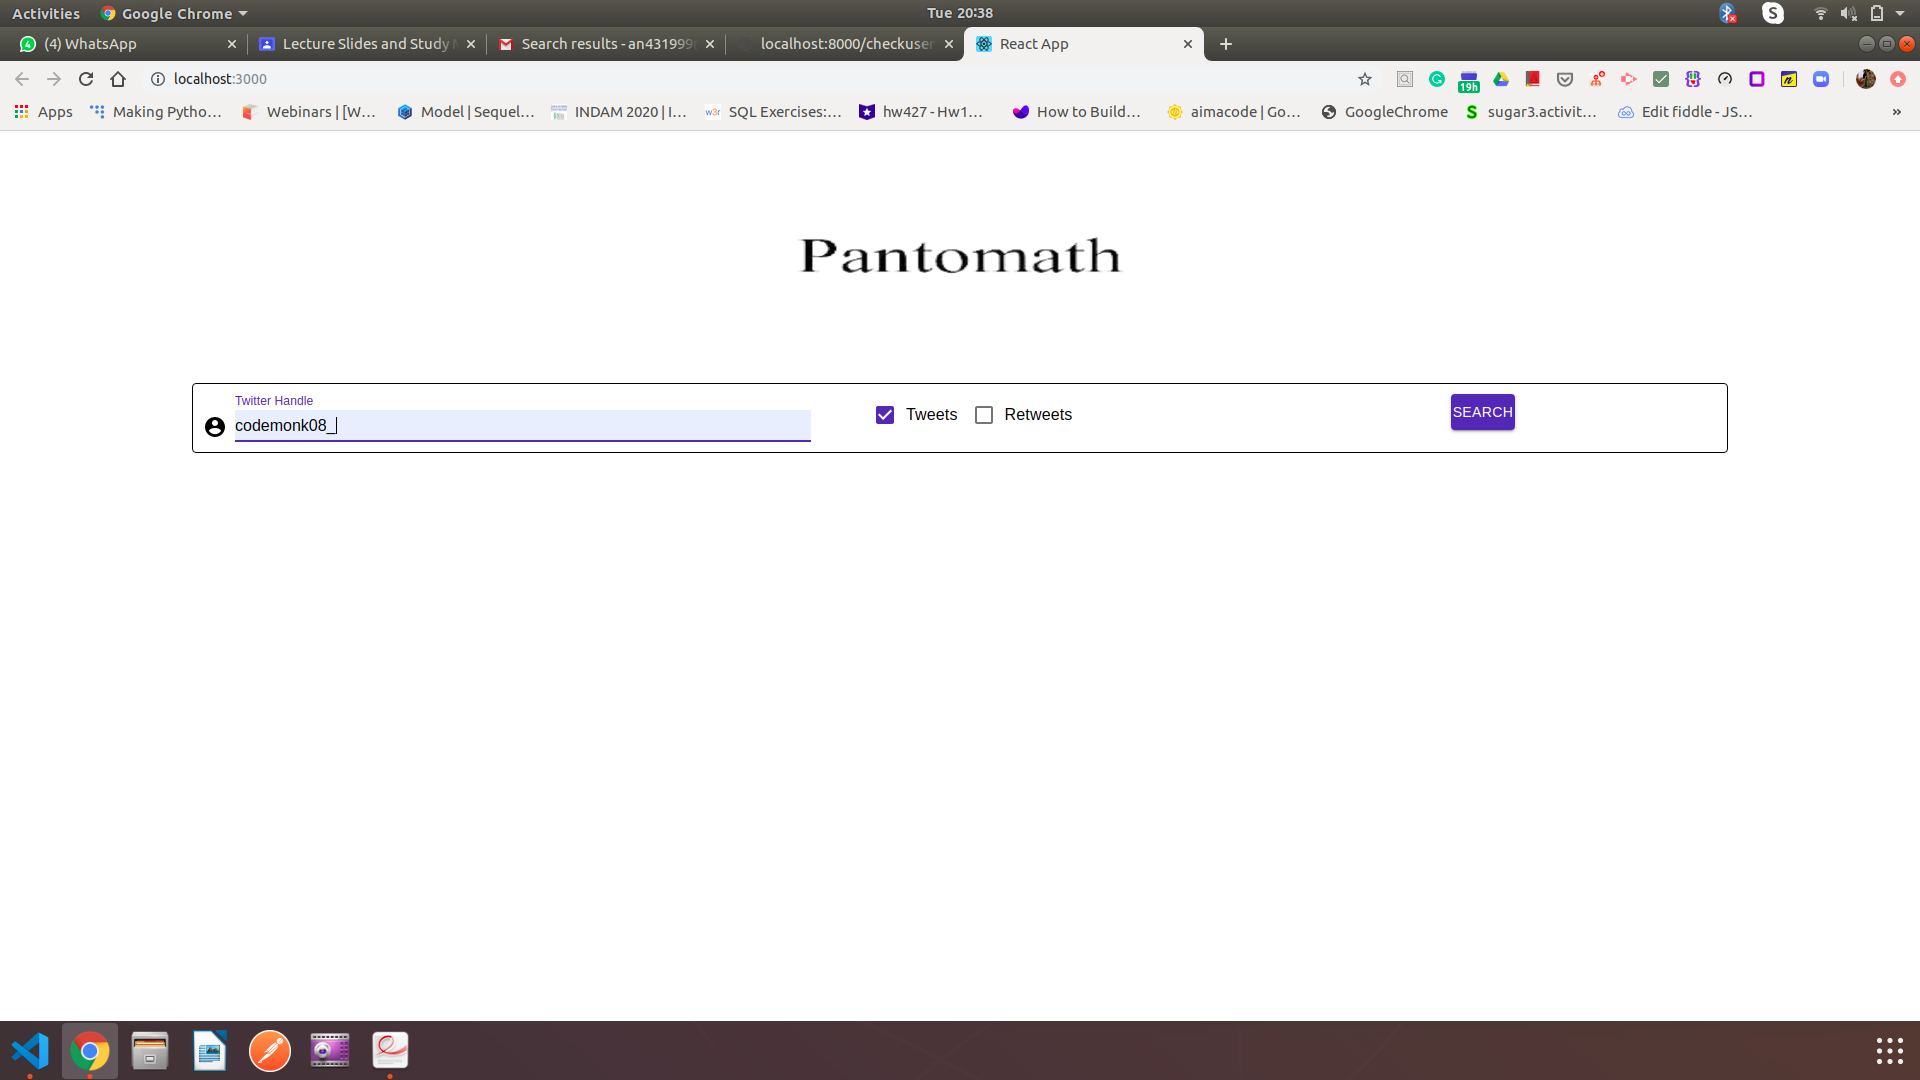 Activities Google Chrome Tue 20:38
(4) WhatsApp Lecture Slides and Study Search results - an431999 localhost:8000/checkuser React App
localhost:3000 19h
Apps Making Pytho... Webinars | [W... Model | Sequel... INDAM 2020 | I... SQL Exercises:... hw427 - Hw1... How to Build... aimacode | Go... GoogleChrome sugar3.activit... Edit fiddle - JS... »
Pantomath
Twitter Handle
codemonk08_ Tweets Retweets SEARCH